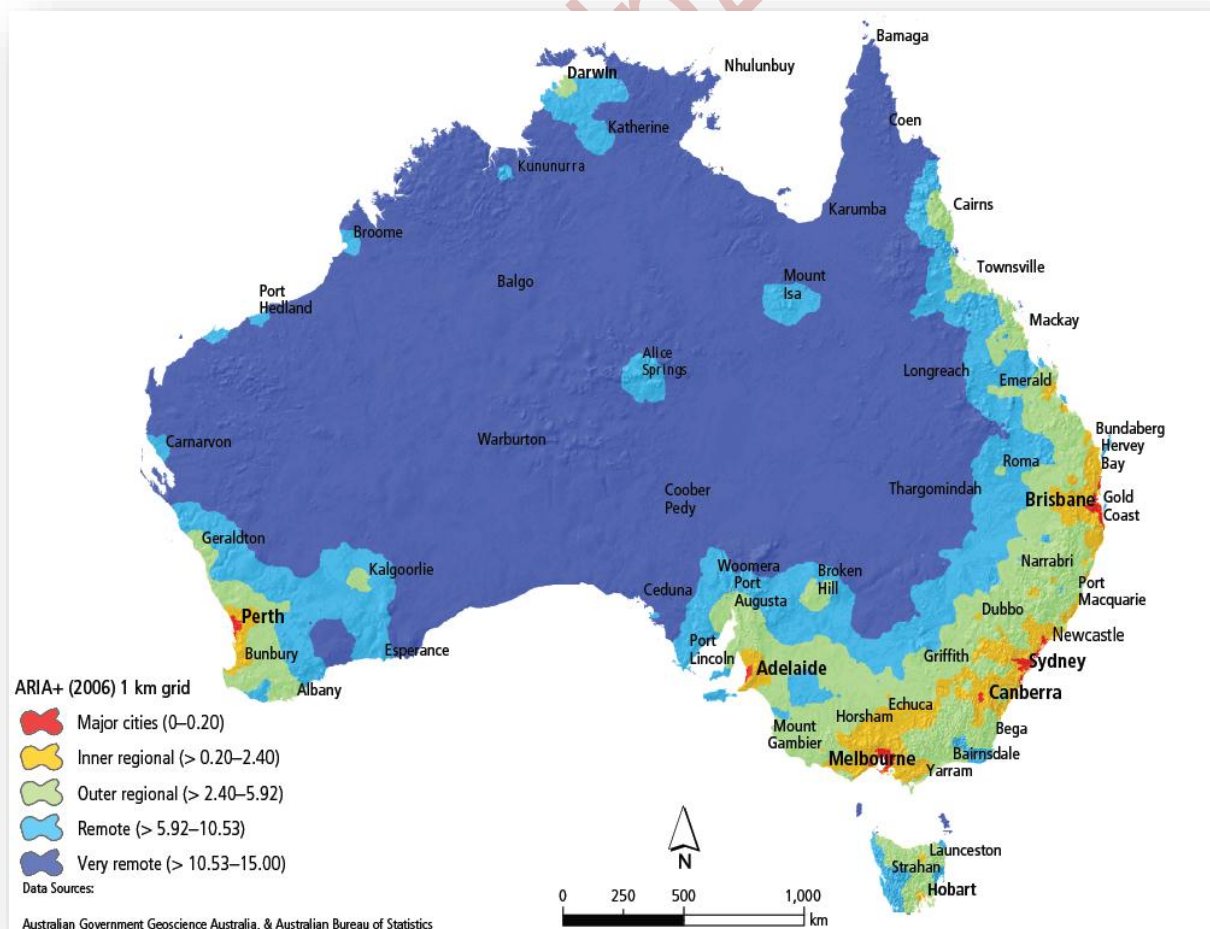 Bamaga
Nhulunbuy
Darwin
Coen
Katherine
Kununurra
Karumba
Cairns
Broome
Townsville
Balgo
Mount
Isa
Port
Hedland
Mackay
Alice
Springs
Longreach
Emerald
Carnarvon
Warburton
Bundaberg
Hervey
Bay
Roma
Coober
Pedy
Thargomindah
Brisbane
Gold
Coast
Geraldton
Kalgoorlie
Woomera
Broken
Hill
Narrabri
Ceduna
Port
Augusta
Port
Macquarie
Perth
Dubbo
Newcastle
Bunbury
Esperance
Port
Lincoln
Adelaide
Griffith
Sydney
Albany
Canberra
Echuca
Horsham
Mount
Gambier
Bega
Melbourne
Bairnsdale
Yarram
Launceston
Strahan
Hobart
ARIA+ (2006) 1 km grid
Major cities (0–0.20)
Inner regional (> 0.20–2.40)
Outer regional (> 2.40–5.92)
Remote (> 5.92–10.53)
Very remote (> 10.53–15.00)
Data Sources:
Australian Government Geoscience Australia, & Australian Bureau of Statistics
N
0 250 500 1,000
km